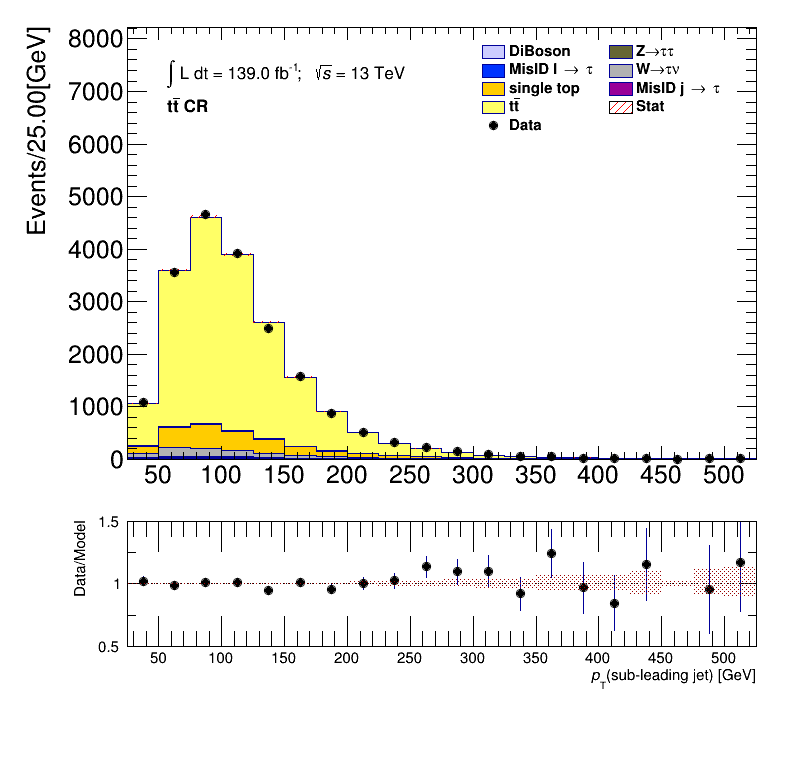 8000
7000
6000
5000
4000
3000
2000
1000
0
Events/25.00[GeV]
∫ L dt = 139.0 fb⁻¹; √s = 13 TeV
tt̄ CR
DiBoson Z→ττ
MisID l → τ W→τν
single top MisID j → τ
tt̄ Stat
Data
50 100 150 200 250 300 350 400 450 500
1.5
1
0.5
Data/Model
50 100 150 200 250 300 350 400 450 500
p_T(sub-leading jet) [GeV]